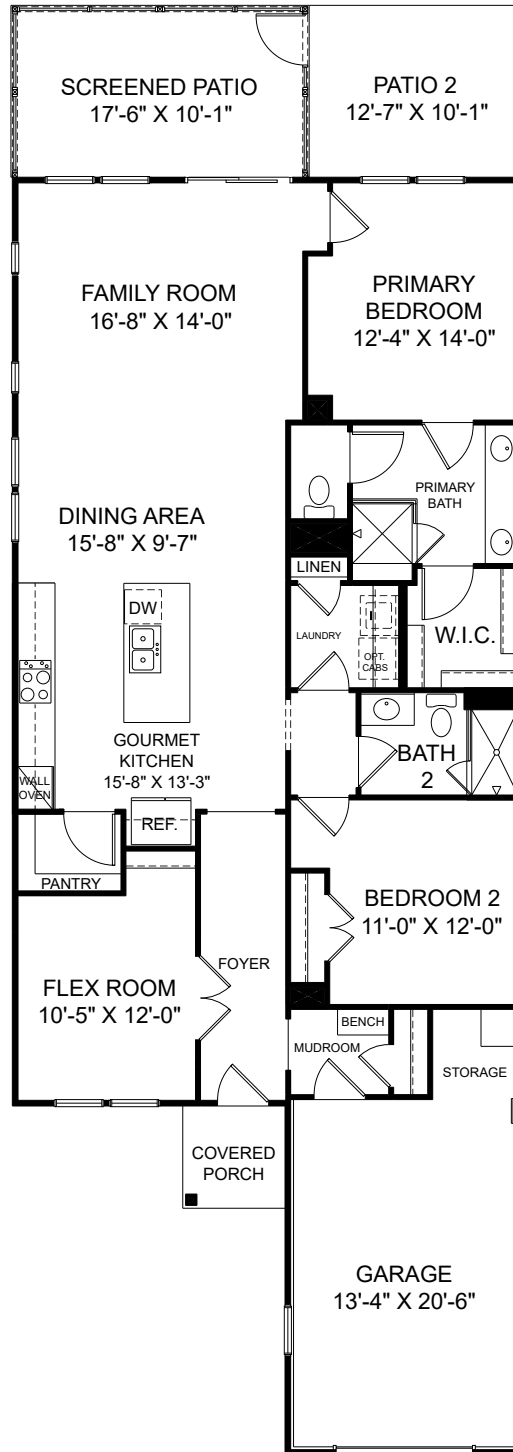 SCREENED PATIO
17'-6" X 10'-1"
PATIO 2
12'-7" X 10'-1"
FAMILY ROOM
16'-8" X 14'-0"
PRIMARY
BEDROOM
12'-4" X 14'-0"
PRIMARY
BATH
DINING AREA
15'-8" X 9'-7"
LINEN
DW
LAUNDRY
OPT.
CABS
W.I.C.
GOURMET
KITCHEN
15'-8" X 13'-3"
BATH
2
WALL
OVEN
REF.
PANTRY
BEDROOM 2
11'-0" X 12'-0"
FOYER
FLEX ROOM
10'-5" X 12'-0"
BENCH
MUDROOM
STORAGE
COVERED
PORCH
GARAGE
13'-4" X 20'-6"